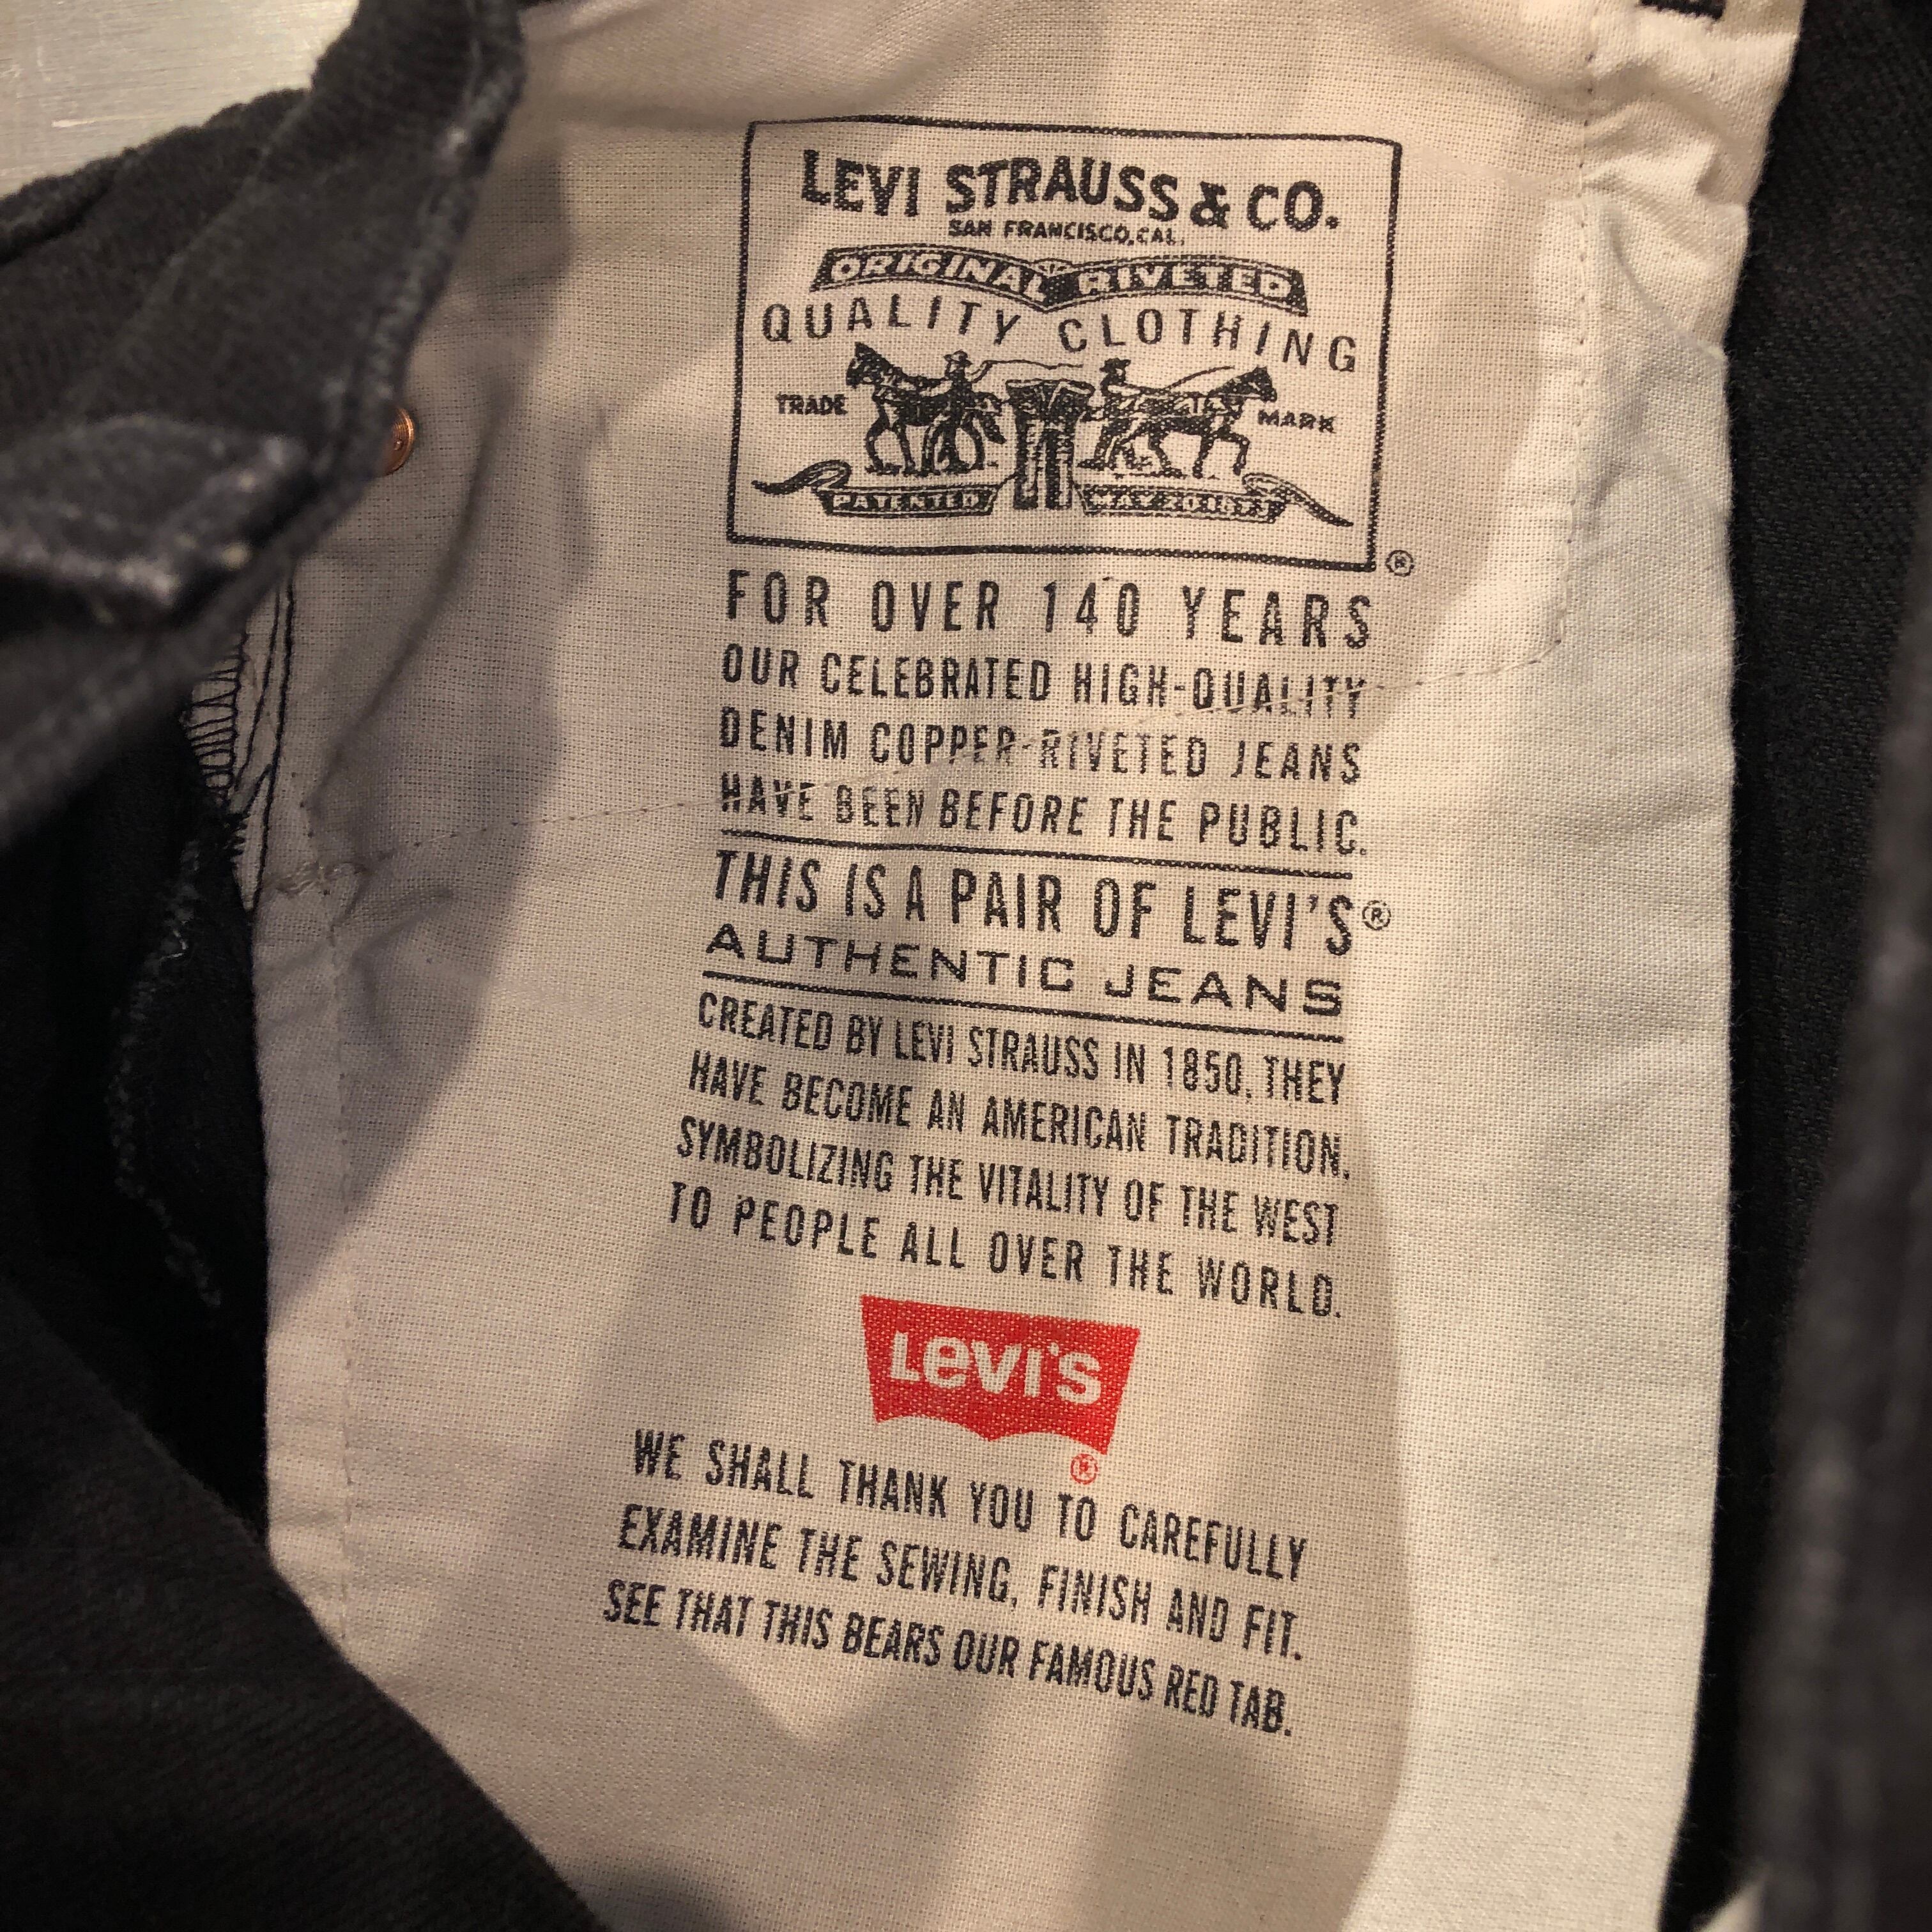 LEVI STRAUSS & CO.
SAN FRANCISCO, CAL.
ORIGINAL RIVETED
QUALITY CLOTHING
TRADE MARK
PATENTED MAY 20 1873
®
FOR OVER 140 YEARS
OUR CELEBRATED HIGH-QUALITY
DENIM COPPER-RIVETED JEANS
HAVE BEEN BEFORE THE PUBLIC.
THIS IS A PAIR OF LEVI'S®
AUTHENTIC JEANS
CREATED BY LEVI STRAUSS IN 1850, THEY
HAVE BECOME AN AMERICAN TRADITION,
SYMBOLIZING THE VITALITY OF THE WEST
TO PEOPLE ALL OVER THE WORLD.
Levi's
®
WE SHALL THANK YOU TO CAREFULLY
EXAMINE THE SEWING, FINISH AND FIT.
SEE THAT THIS BEARS OUR FAMOUS RED TAB.